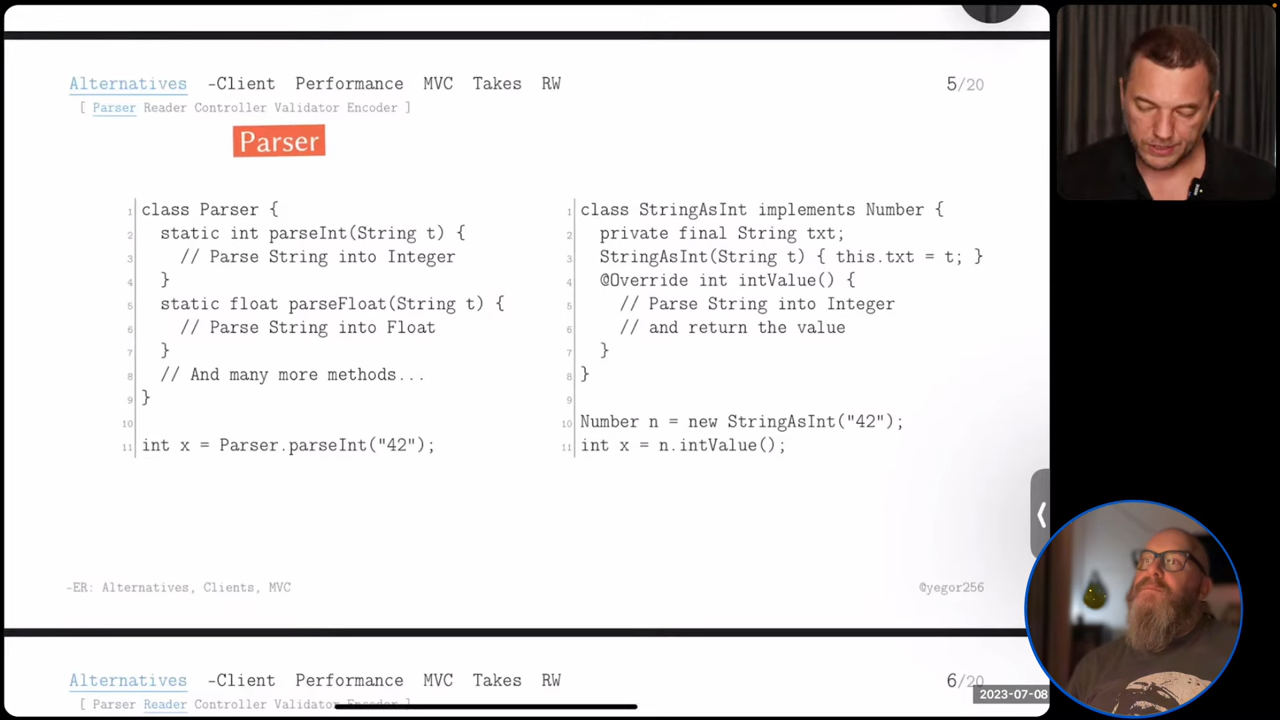 Alternatives -Client Performance MVC Takes RW
5/20
[ Parser Reader Controller Validator Encoder ]
Parser
1 class Parser {
2 static int parseInt(String t) {
3 // Parse String into Integer
4 }
5 static float parseFloat(String t) {
6 // Parse String into Float
7 }
8 // And many more methods...
9 }
10
11 int x = Parser.parseInt("42");
1 class StringAsInt implements Number {
2 private final String txt;
3 StringAsInt(String t) { this.txt = t; }
4 @Override int intValue() {
5 // Parse String into Integer
6 // and return the value
7 }
8 }
9
10 Number n = new StringAsInt("42");
11 int x = n.intValue();
-ER: Alternatives, Clients, MVC
@yegor256
Alternatives -Client Performance MVC Takes RW
6/20
[ Parser Reader Controller Validator Encoder ]
2023-07-08